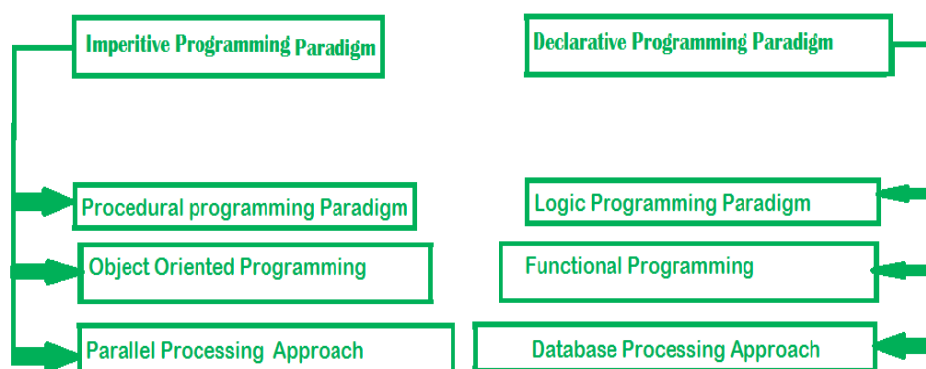 Imperitive Programming Paradigm
Declarative Programming Paradigm
Procedural programming Paradigm
Logic Programming Paradigm
Object Oriented Programming
Functional Programming
Parallel Processing Approach
Database Processing Approach